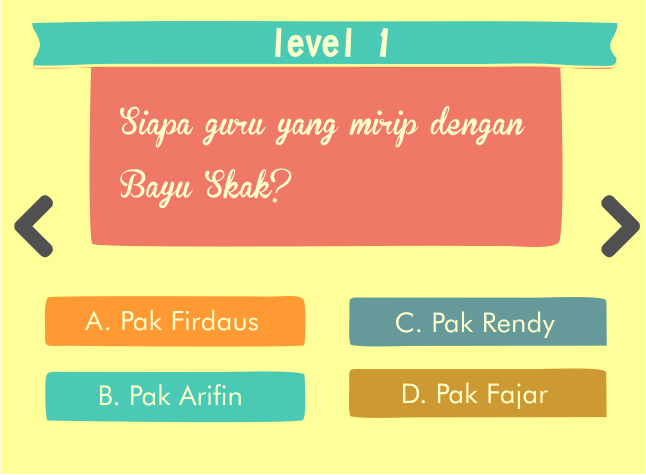 level 1
Siapa guru yang mirip dengan
Bayu Skak?
A. Pak Firdaus
C. Pak Rendy
B. Pak Arifin
D. Pak Fajar